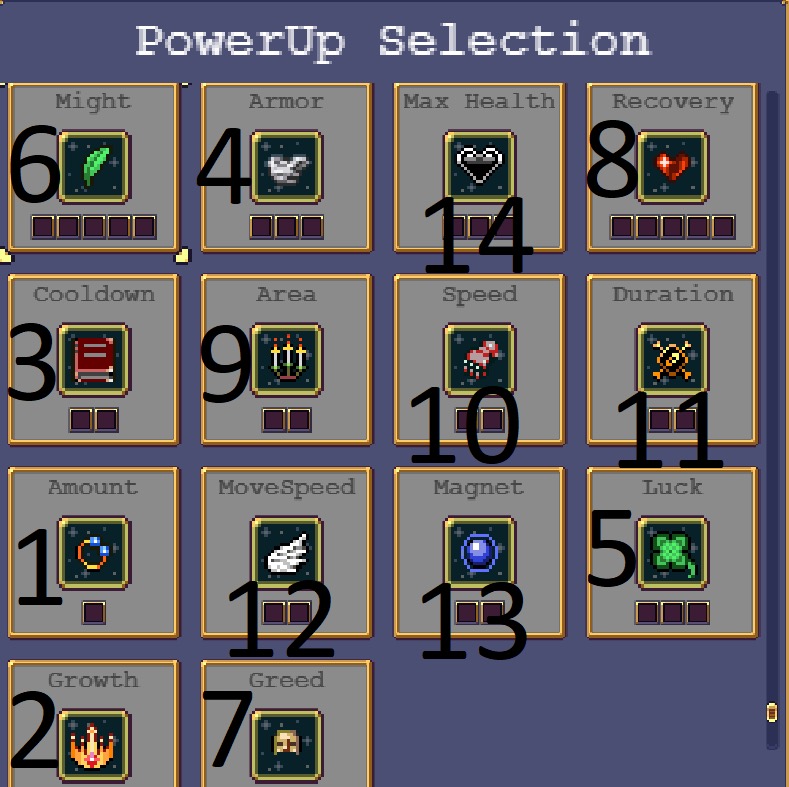 PowerUp Selection
Might Armor Max Health Recovery
6 4 14 8
Cooldown Area Speed Duration
3 9 10 11
Amount MoveSpeed Magnet Luck
1 12 13 5
Growth Greed
2 7